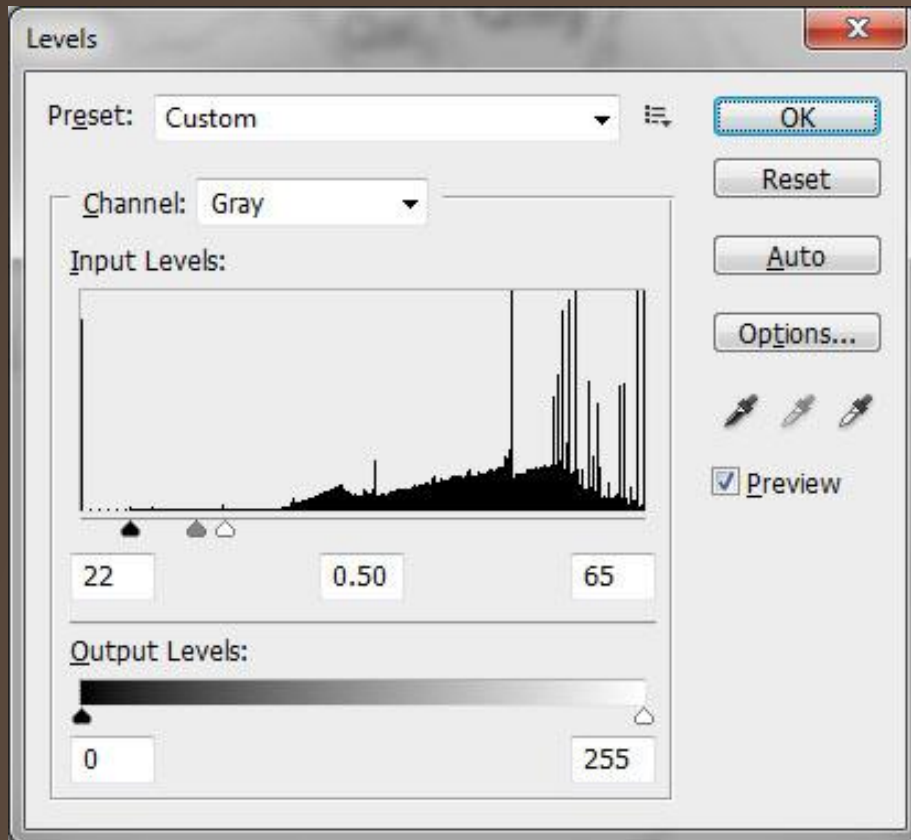 Levels
Preset: Custom
OK
Reset
Channel: Gray
Auto
Input Levels:
Options...
Preview
22 0.50 65
Output Levels:
0 255